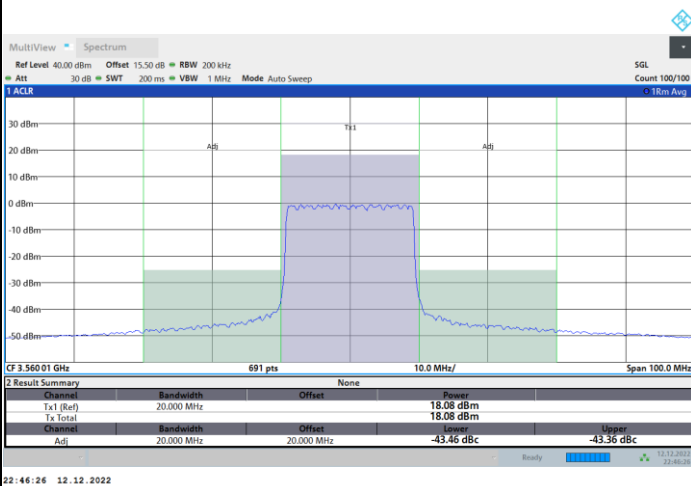 MultiView Spectrum
Ref Level 40.00 dBm Offset 15.50 dB RBW 200 kHz SGL
Att 30 dB SWT 200 ms VBW 1 MHz Mode Auto Sweep Count 100/100
1 ACLR 1Rm Avg
30 dBm
Tx1
20 dBm Adj Adj
10 dBm
0 dBm
-10 dBm
-20 dBm
-30 dBm
-40 dBm
-50 dBm
CF 3.560 01 GHz 691 pts 10.0 MHz/ Span 100.0 MHz
2 Result Summary None
Channel Bandwidth Offset Power
Tx1 (Ref) 20.000 MHz 18.08 dBm
Tx Total 18.08 dBm
Channel Bandwidth Offset Lower Upper
Adj 20.000 MHz 20.000 MHz -43.46 dBc -43.36 dBc
Ready 12.12.2022
22:46:26
22:46:26 12.12.2022